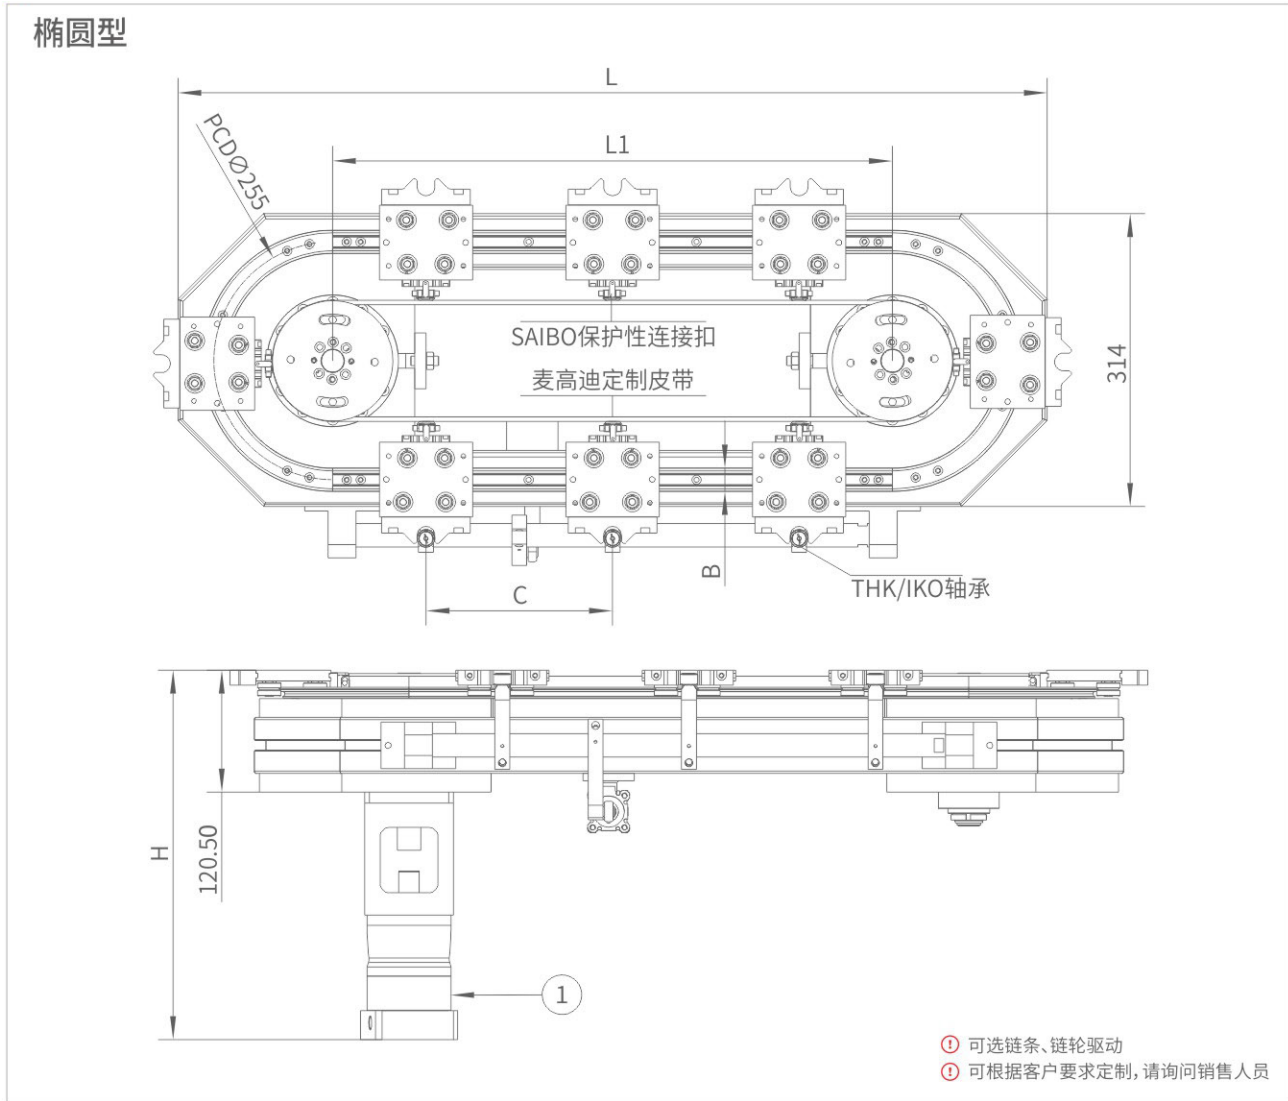 椭圆型
L
L1
PCD∅255
SAIBO保护性连接扣
麦高迪定制皮带
314
B
C
THK/IKO轴承
H
120.50
1
可选链条、链轮驱动
可根据客户要求定制,请询问销售人员